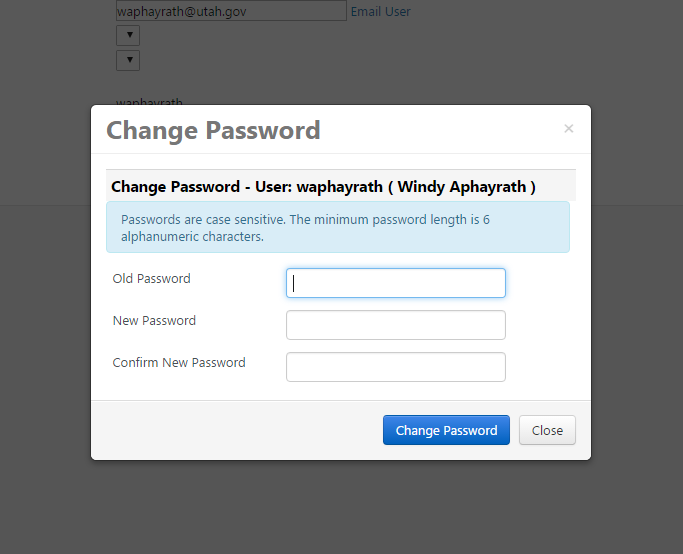 waphayrath@utah.gov Email User
waphayrath
Change Password ×
Change Password - User: waphayrath ( Windy Aphayrath )
Passwords are case sensitive. The minimum password length is 6
alphanumeric characters.
Old Password
New Password
Confirm New Password
Change Password Close